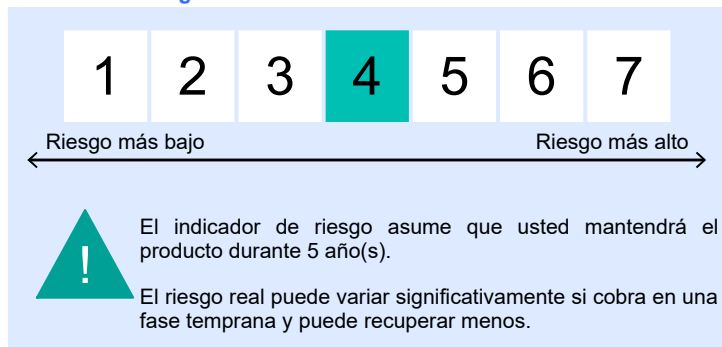 1 2 3 4 5 6 7
Riesgo más bajo Riesgo más alto
!
El indicador de riesgo asume que usted mantendrá el
producto durante 5 año(s).
El riesgo real puede variar significativamente si cobra en una
fase temprana y puede recuperar menos.